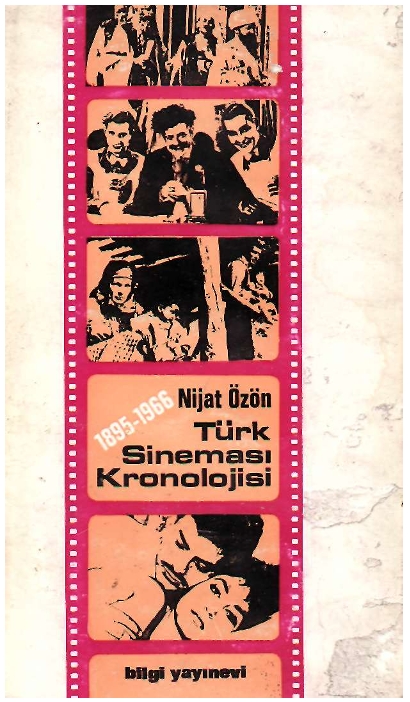 1895-1966
Nijat Özön
Türk
Sineması
Kronolojisi
bilgi yayınevi